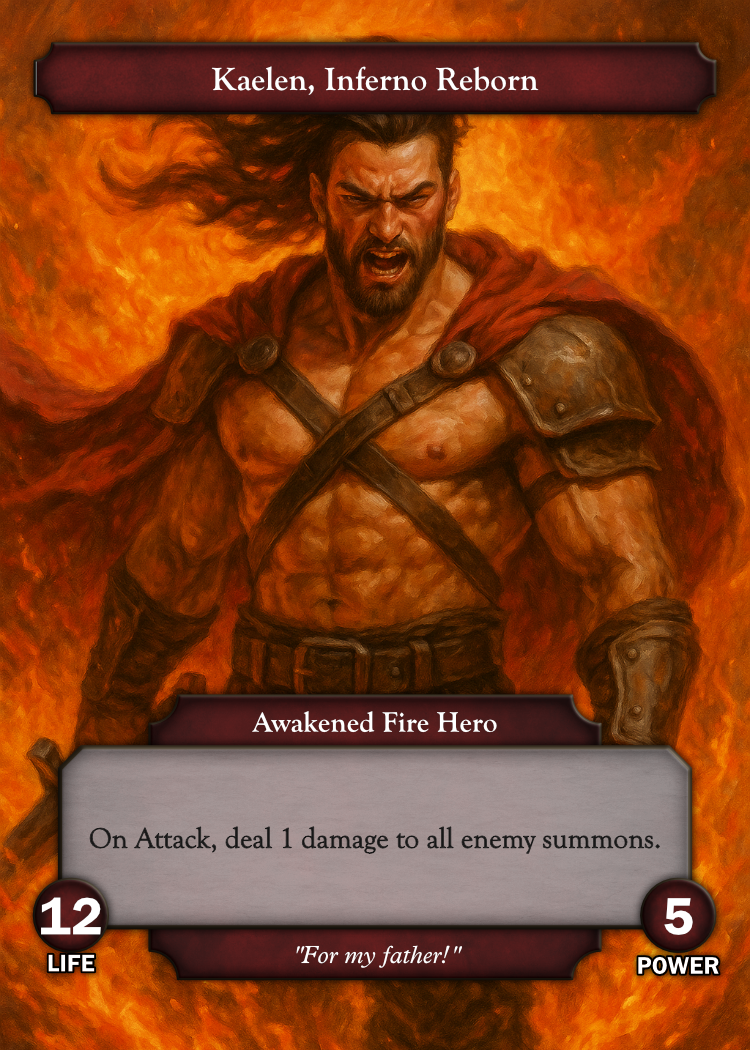 Kaelen, Inferno Reborn
Awakened Fire Hero
On Attack, deal 1 damage to all enemy summons.
12
LIFE
5
POWER
"For my father!"